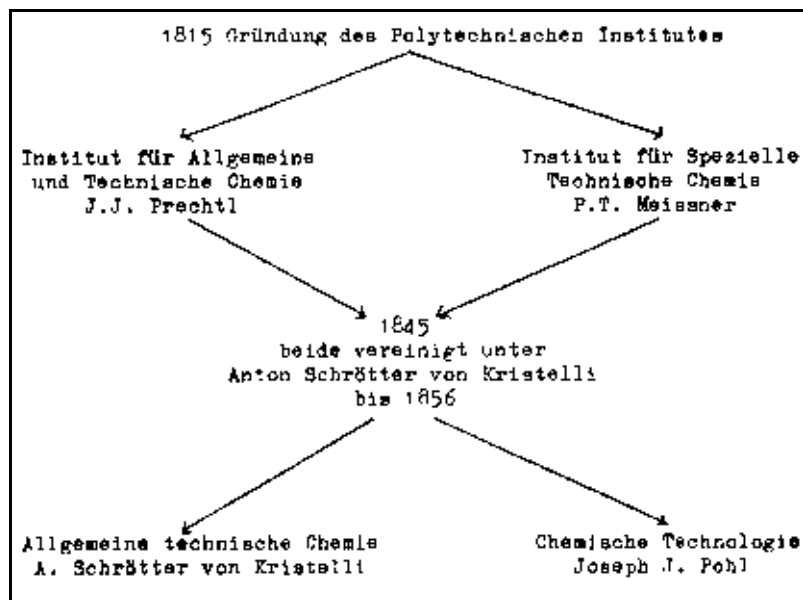 1815 Gründung des Polytechnischen Institutes
Institut für Allgemeine
und Technische Chemie
J.J. Prechtl
Institut für Spezielle
Technische Chemie
P.T. Meissner
1845
beide vereinigt unter
Anton Schrötter von Kristelli
bis 1856
Allgemeine technische Chemie
A. Schrötter von Kristelli
Chemische Technologie
Joseph J. Pohl